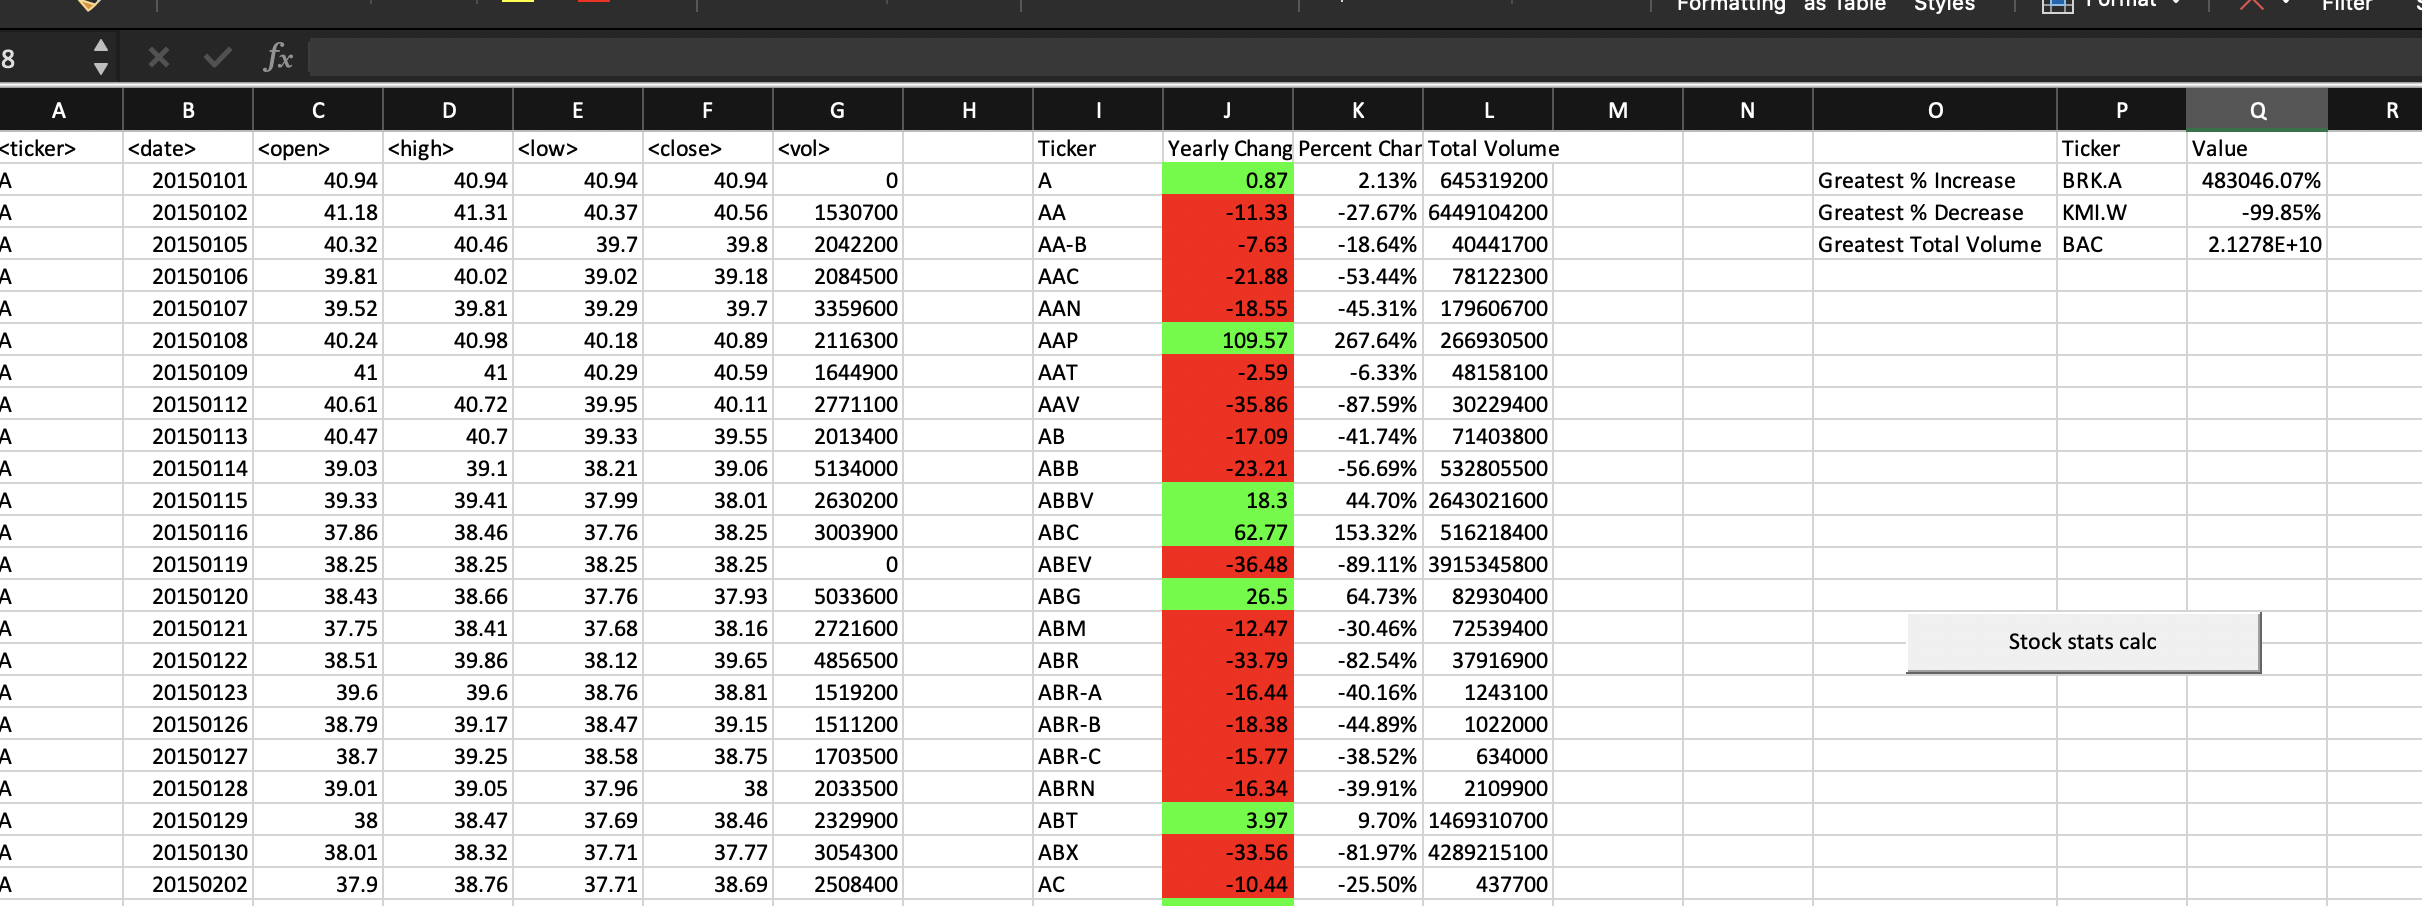 Formatting as Table Styles Format Filter
8 fx
A B C D E F G H I J K L M N O P Q R
<ticker> <date> <open> <high> <low> <close> <vol> Ticker Yearly Chang Percent Char Total Volume Ticker Value
A 20150101 40.94 40.94 40.94 40.94 0 A 0.87 2.13% 645319200 Greatest % Increase BRK.A 483046.07%
A 20150102 41.18 41.31 40.37 40.56 1530700 AA -11.33 -27.67% 6449104200 Greatest % Decrease KMI.W -99.85%
A 20150105 40.32 40.46 39.7 39.8 2042200 AA-B -7.63 -18.64% 40441700 Greatest Total Volume BAC 2.1278E+10
A 20150106 39.81 40.02 39.02 39.18 2084500 AAC -21.88 -53.44% 78122300
A 20150107 39.52 39.81 39.29 39.7 3359600 AAN -18.55 -45.31% 179606700
A 20150108 40.24 40.98 40.18 40.89 2116300 AAP 109.57 267.64% 266930500
A 20150109 41 41 40.29 40.59 1644900 AAT -2.59 -6.33% 48158100
A 20150112 40.61 40.72 39.95 40.11 2771100 AAV -35.86 -87.59% 30229400
A 20150113 40.47 40.7 39.33 39.55 2013400 AB -17.09 -41.74% 71403800
A 20150114 39.03 39.1 38.21 39.06 5134000 ABB -23.21 -56.69% 532805500
A 20150115 39.33 39.41 37.99 38.01 2630200 ABBV 18.3 44.70% 2643021600
A 20150116 37.86 38.46 37.76 38.25 3003900 ABC 62.77 153.32% 516218400
A 20150119 38.25 38.25 38.25 38.25 0 ABEV -36.48 -89.11% 3915345800
A 20150120 38.43 38.66 37.76 37.93 5033600 ABG 26.5 64.73% 82930400
A 20150121 37.75 38.41 37.68 38.16 2721600 ABM -12.47 -30.46% 72539400 Stock stats calc
A 20150122 38.51 39.86 38.12 39.65 4856500 ABR -33.79 -82.54% 37916900
A 20150123 39.6 39.6 38.76 38.81 1519200 ABR-A -16.44 -40.16% 1243100
A 20150126 38.79 39.17 38.47 39.15 1511200 ABR-B -18.38 -44.89% 1022000
A 20150127 38.7 39.25 38.58 38.75 1703500 ABR-C -15.77 -38.52% 634000
A 20150128 39.01 39.05 37.96 38 2033500 ABRN -16.34 -39.91% 2109900
A 20150129 38 38.47 37.69 38.46 2329900 ABT 3.97 9.70% 1469310700
A 20150130 38.01 38.32 37.71 37.77 3054300 ABX -33.56 -81.97% 4289215100
A 20150202 37.9 38.76 37.71 38.69 2508400 AC -10.44 -25.50% 437700